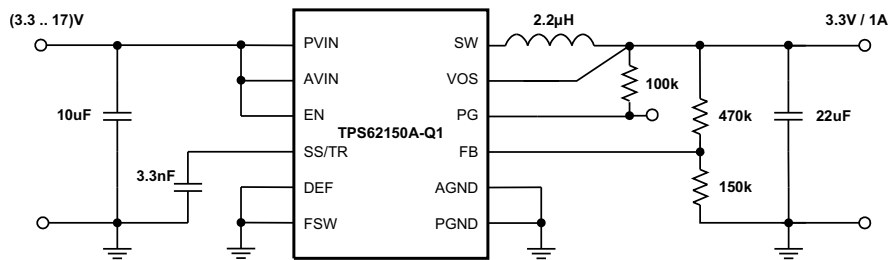 (3.3 .. 17)V
2.2µH
3.3V / 1A
PVIN
SW
AVIN
VOS
100k
10uF
EN
PG
470k
22uF
TPS62150A-Q1
SS/TR
FB
3.3nF
DEF
AGND
150k
FSW
PGND